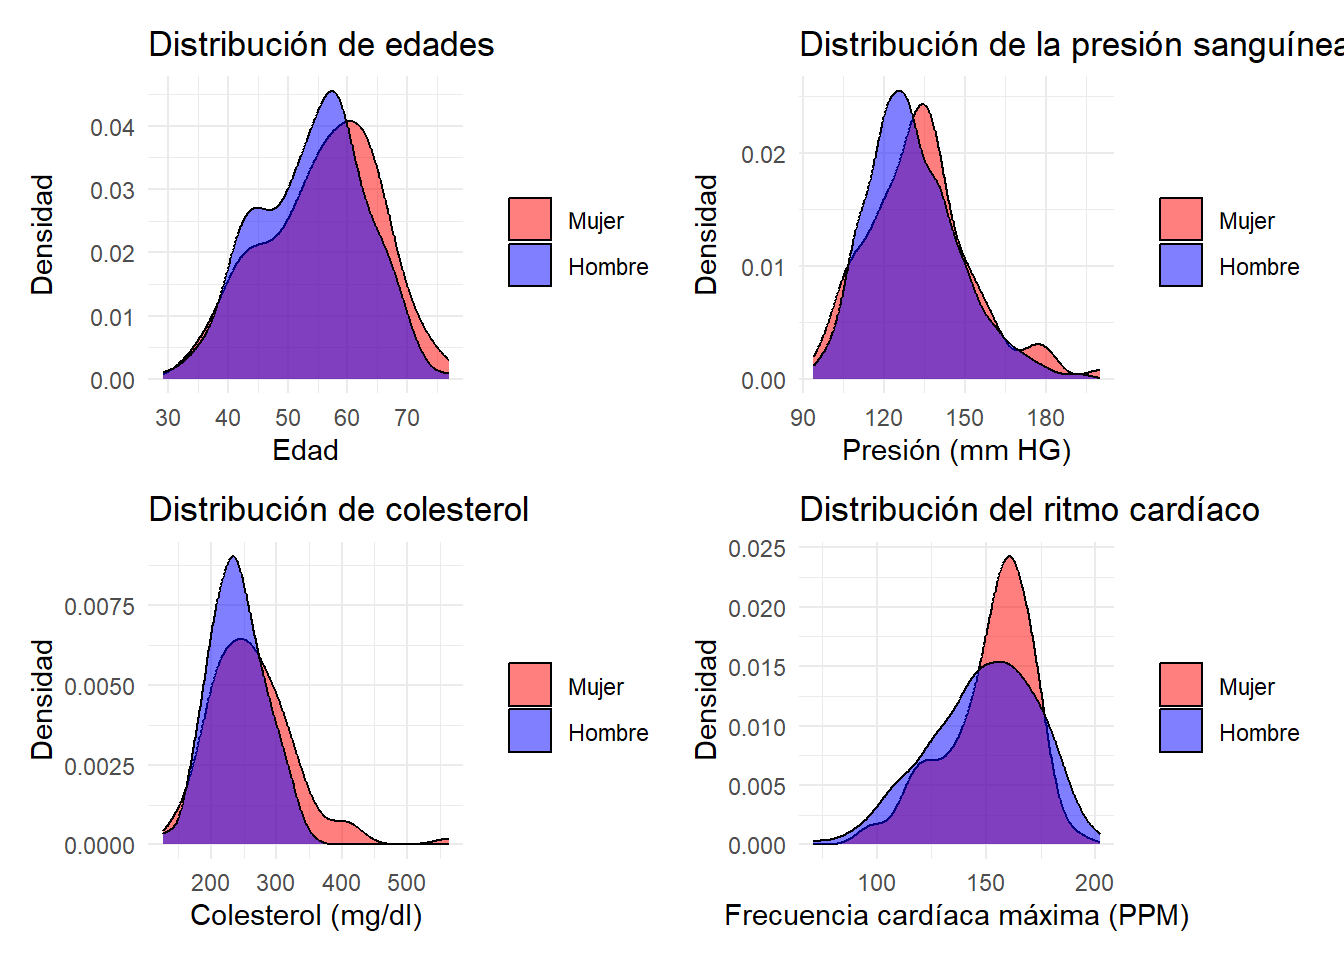 Distribución de edades
Densidad
0.04
0.03
0.02
0.01
0.00
30 40 50 60 70
Edad
Mujer
Hombre
Distribución de la presión sanguínea
Densidad
0.02
0.01
0.00
90 120 150 180
Presión (mm HG)
Mujer
Hombre
Distribución de colesterol
Densidad
0.0075
0.0050
0.0025
0.0000
200 300 400 500
Colesterol (mg/dl)
Mujer
Hombre
Distribución del ritmo cardíaco
Densidad
0.025
0.020
0.015
0.010
0.005
0.000
100 150 200
Frecuencia cardíaca máxima (PPM)
Mujer
Hombre